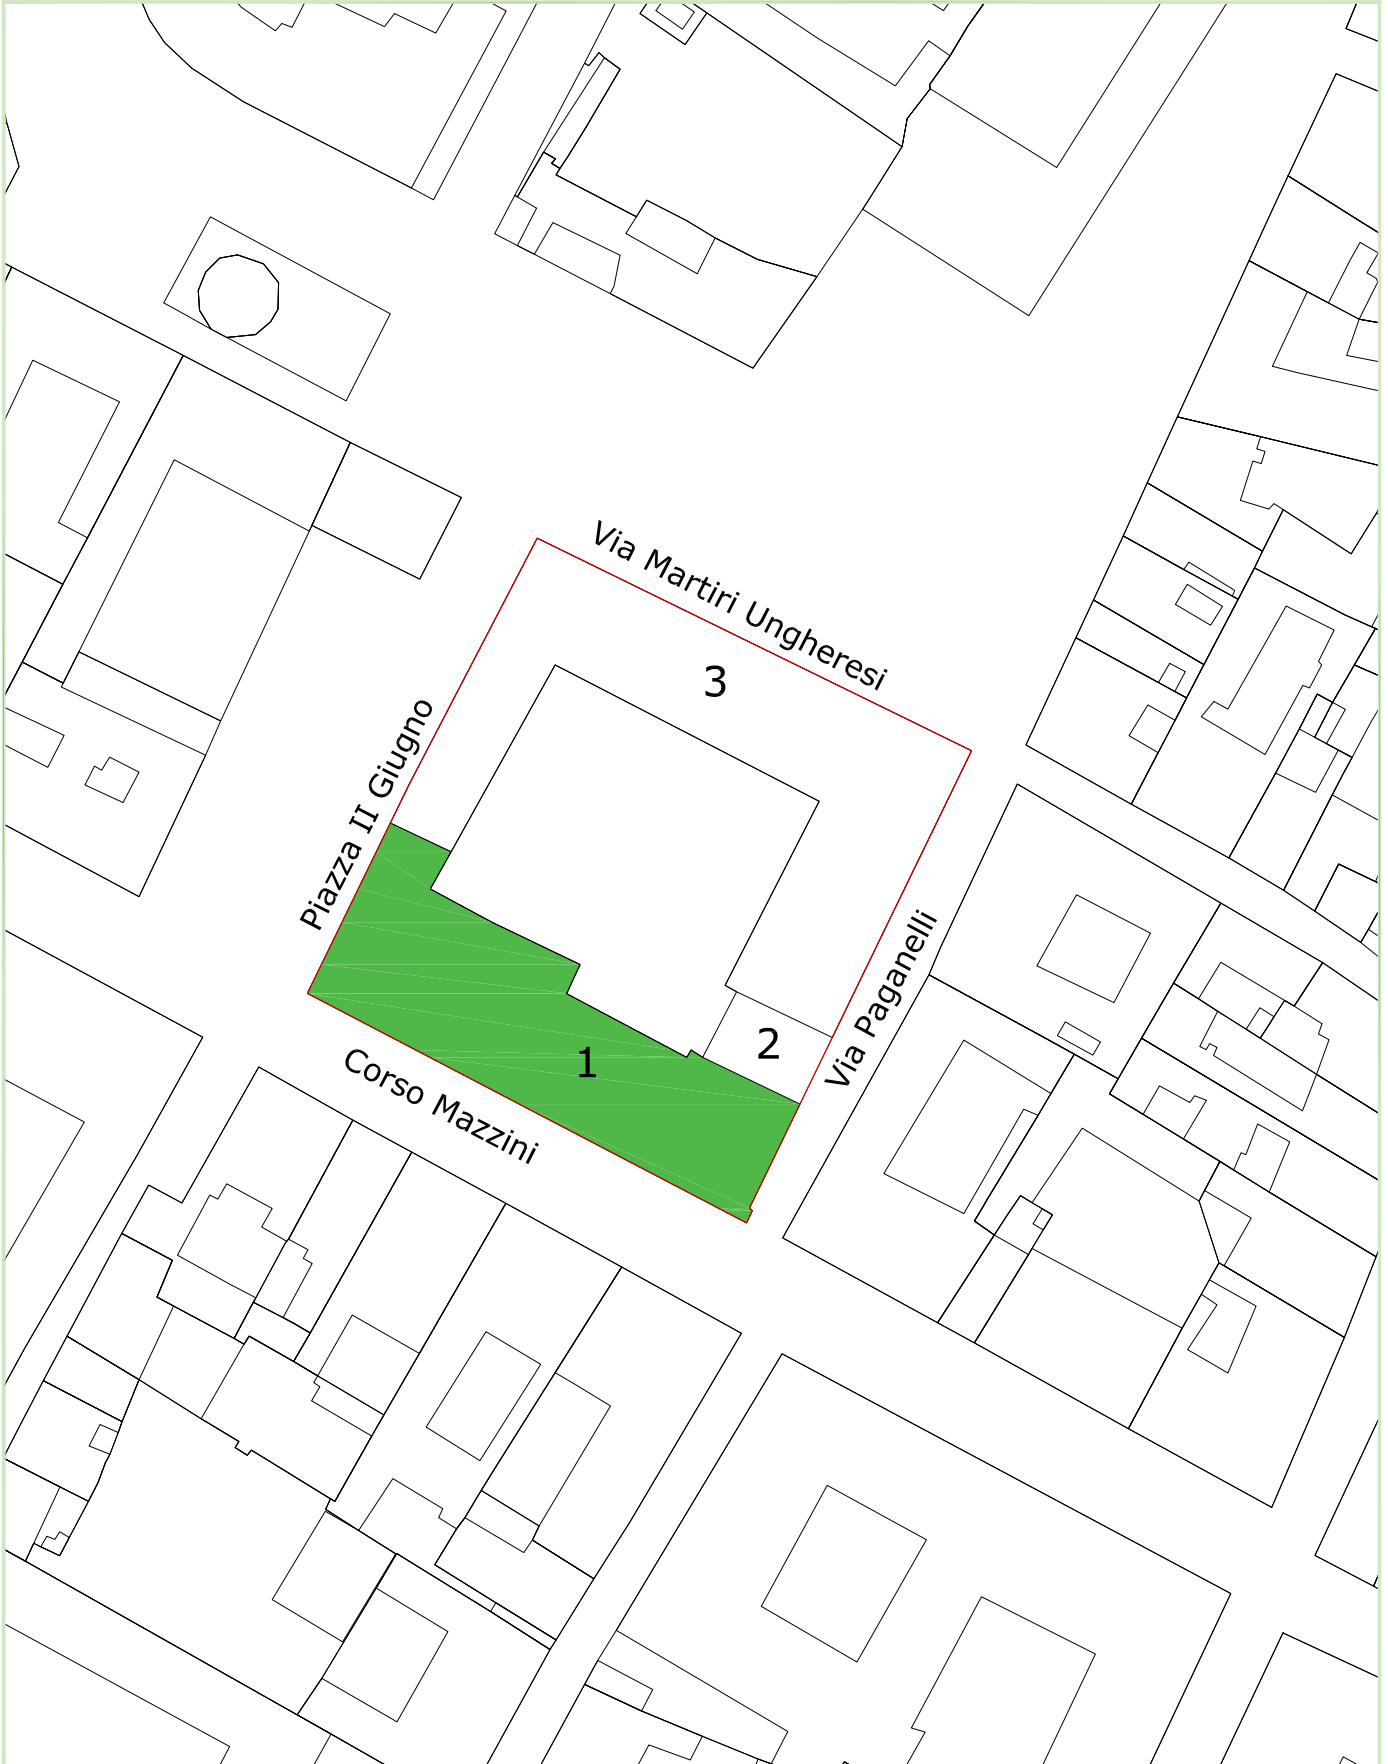 Via Martiri Ungheresi
3
Piazza II Giugno
Via Paganelli
2
1
Corso Mazzini